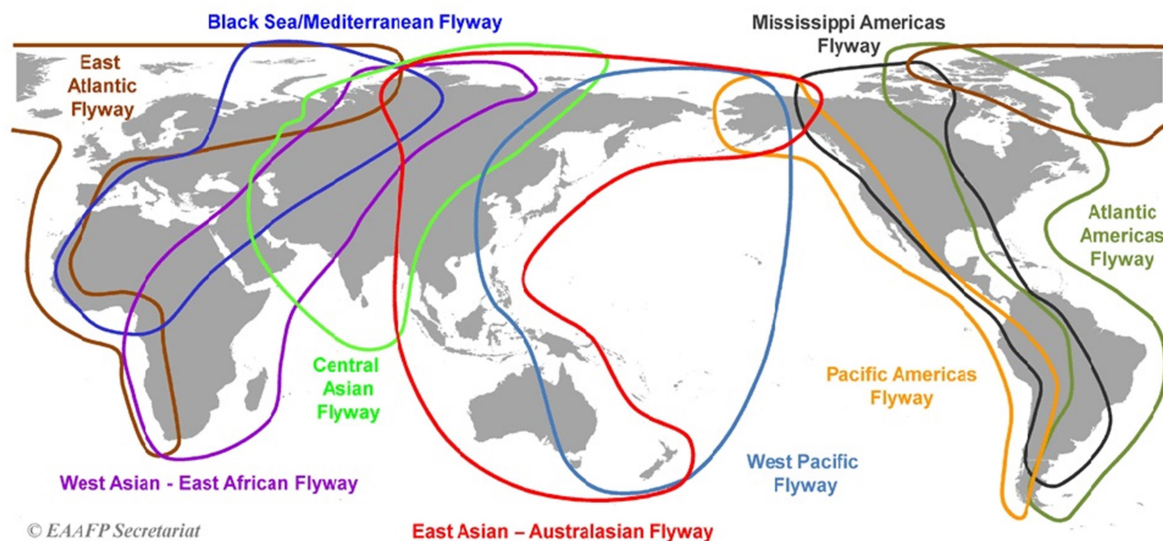 Black Sea/Mediterranean Flyway
Mississippi Americas
Flyway
East
Atlantic
Flyway
Atlantic
Americas
Flyway
Central
Asian
Flyway
Pacific Americas
Flyway
West Asian - East African Flyway
West Pacific
Flyway
© EAAFP Secretariat
East Asian – Australasian Flyway